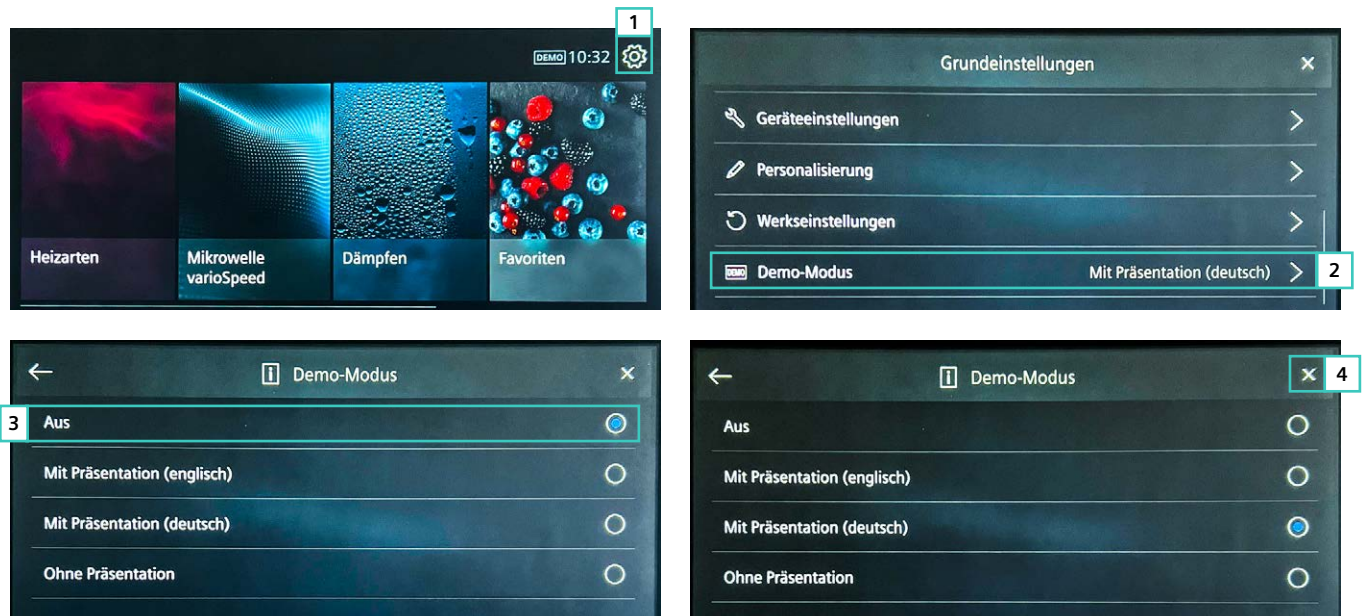 1
DEMO 10:32
Heizarten
Mikrowelle
varioSpeed
Dämpfen
Favoriten
Grundeinstellungen
Geräteeinstellungen
Personalisierung
Werkseinstellungen
DEMO Demo-Modus Mit Präsentation (deutsch) 2
Demo-Modus
3 Aus
Mit Präsentation (englisch)
Mit Präsentation (deutsch)
Ohne Präsentation
Demo-Modus 4
Aus
Mit Präsentation (englisch)
Mit Präsentation (deutsch)
Ohne Präsentation